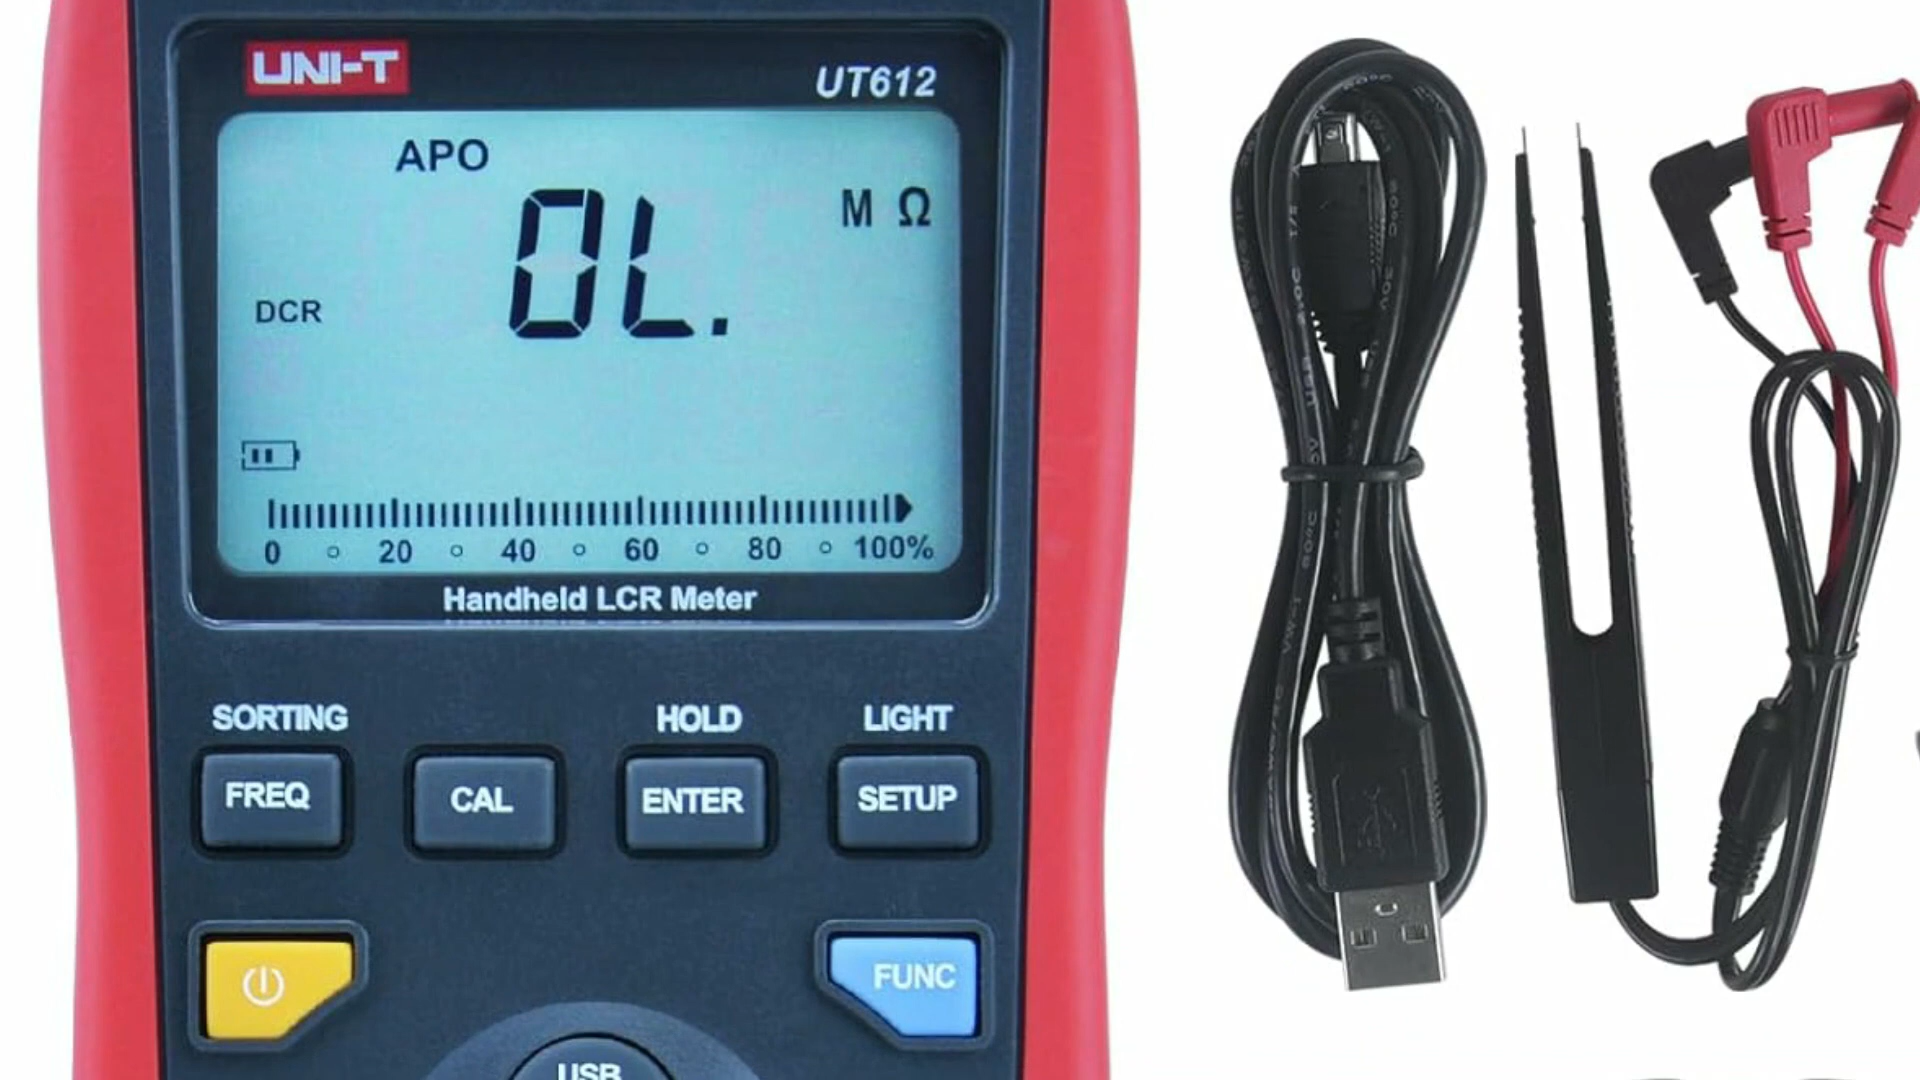 UNI-T
UT612
APO
0L.
M Ω
DCR
0 ○ 20 ○ 40 ○ 60 ○ 80 ○ 100%
Handheld LCR Meter
SORTING
HOLD
LIGHT
FREQ
CAL
ENTER
SETUP
FUNC
USB